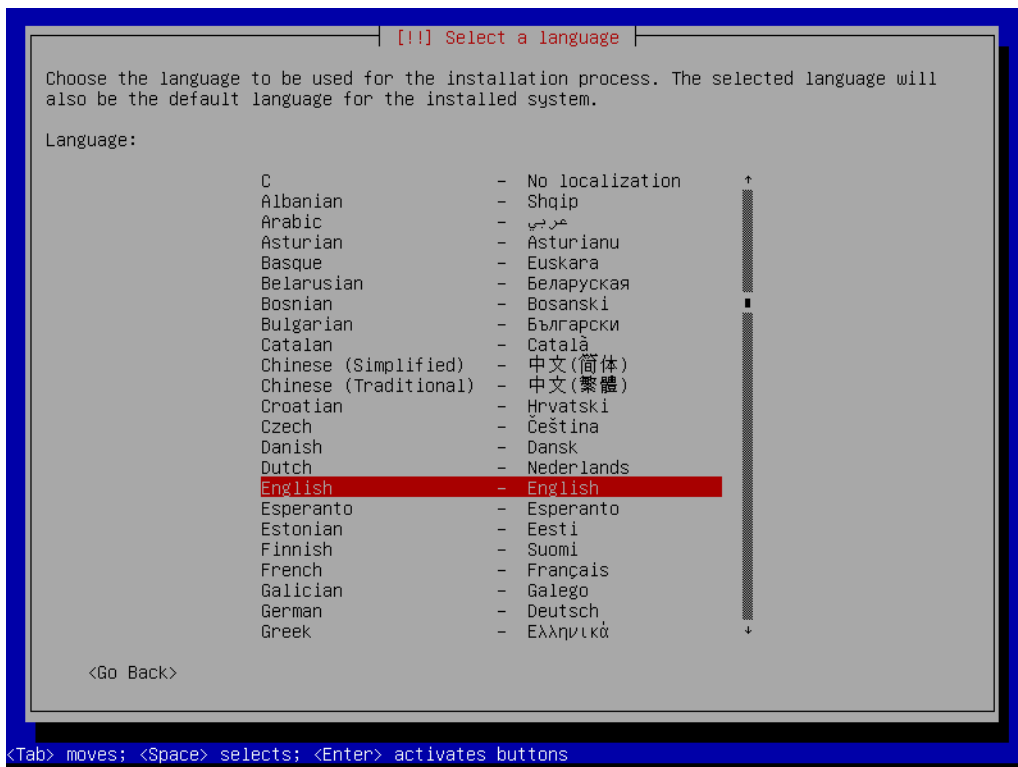 [!!] Select a language
Choose the language to be used for the installation process. The selected language will
also be the default language for the installed system.
Language:
C - No localization
Albanian - Shqip
Arabic - عربي
Asturian - Asturianu
Basque - Euskara
Belarusian - Беларуская
Bosnian - Bosanski
Bulgarian - Български
Catalan - Català
Chinese (Simplified) - 中文(简体)
Chinese (Traditional) - 中文(繁體)
Croatian - Hrvatski
Czech - Čeština
Danish - Dansk
Dutch - Nederlands
English - English
Esperanto - Esperanto
Estonian - Eesti
Finnish - Suomi
French - Français
Galician - Galego
German - Deutsch
Greek - Ελληνικά
<Go Back>
<Tab> moves; <Space> selects; <Enter> activates buttons